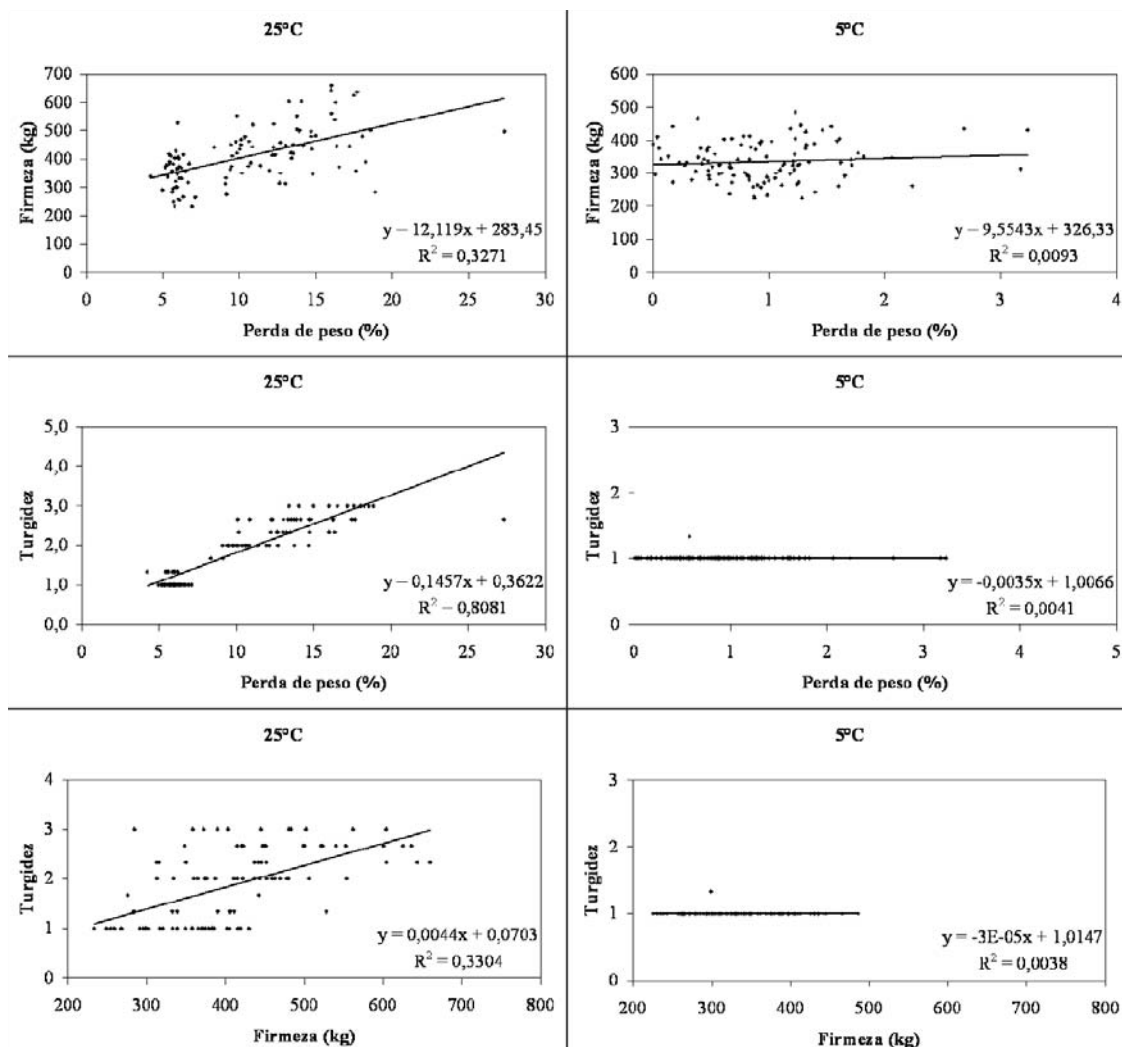 25°C
700
600
500
400
300
200
100
0
Firmeza (kg)
y – 12,119x + 283,45
R² = 0,3271
0 5 10 15 20 25 30
Perda de peso (%)
5°C
600
500
400
300
200
100
0
Firmeza (kg)
y – 9,5543x + 326,33
R² = 0,0093
0 1 2 3 4
Perda de peso (%)
25°C
5,0
4,0
3,0
2,0
1,0
0,0
Turgidez
y – 0,1457x + 0,3622
R² – 0,8081
0 5 10 15 20 25 30
Perda de peso (%)
5°C
3
2
1
0
Turgidez
y = -0,0035x + 1,0066
R² = 0,0041
0 1 2 3 4 5
Perda de peso (%)
25°C
4
3
2
1
0
Turgidez
y = 0,0044x + 0,0703
R² = 0,3304
200 300 400 500 600 700 800
Firmeza (kg)
5°C
3
2
1
0
Turgidez
y = -3E-05x + 1,0147
R² = 0,0038
200 300 400 500 600 700 800
Firmeza (kg)